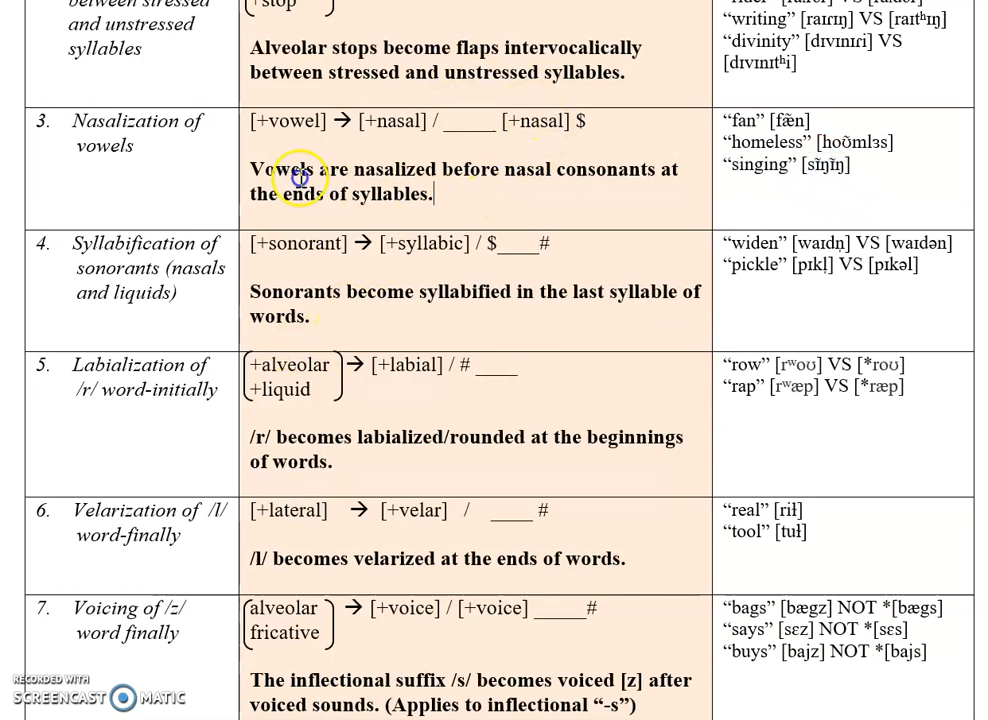 between stressed
and unstressed
syllables
+stop
Alveolar stops become flaps intervocalically
between stressed and unstressed syllables.
"writing" [raɪɾɪŋ] VS [raɪtʰɪŋ]
"divinity" [dɪvɪnɪɾi] VS
[dɪvɪnɪtʰi]
3. Nasalization of
vowels
[+vowel] → [+nasal] / _____ [+nasal] $
Vowels are nasalized before nasal consonants at
the ends of syllables.
"fan" [fæ̃n]
"homeless" [hoʊ̃mlɜs]
"singing" [sɪ̃ŋɪ̃ŋ]
4. Syllabification of
sonorants (nasals
and liquids)
[+sonorant] → [+syllabic] / $____#
Sonorants become syllabified in the last syllable of
words.
"widen" [waɪdn̩] VS [waɪdən]
"pickle" [pɪkl̩] VS [pɪkəl]
5. Labialization of
/r/ word-initially
+alveolar → [+labial] / # ____
+liquid
/r/ becomes labialized/rounded at the beginnings
of words.
"row" [rʷoʊ] VS [*roʊ]
"rap" [rʷæp] VS [*ræp]
6. Velarization of /l/
word-finally
[+lateral] → [+velar] / ____ #
/l/ becomes velarized at the ends of words.
"real" [riɫ]
"tool" [tuɫ]
7. Voicing of /z/
word finally
alveolar → [+voice] / [+voice] _____#
fricative
The inflectional suffix /s/ becomes voiced [z] after
voiced sounds. (Applies to inflectional "-s")
"bags" [bægz] NOT *[bægs]
"says" [sɛz] NOT *[sɛs]
"buys" [bajz] NOT *[bajs]
RECORDED WITH
SCREENCAST MATIC